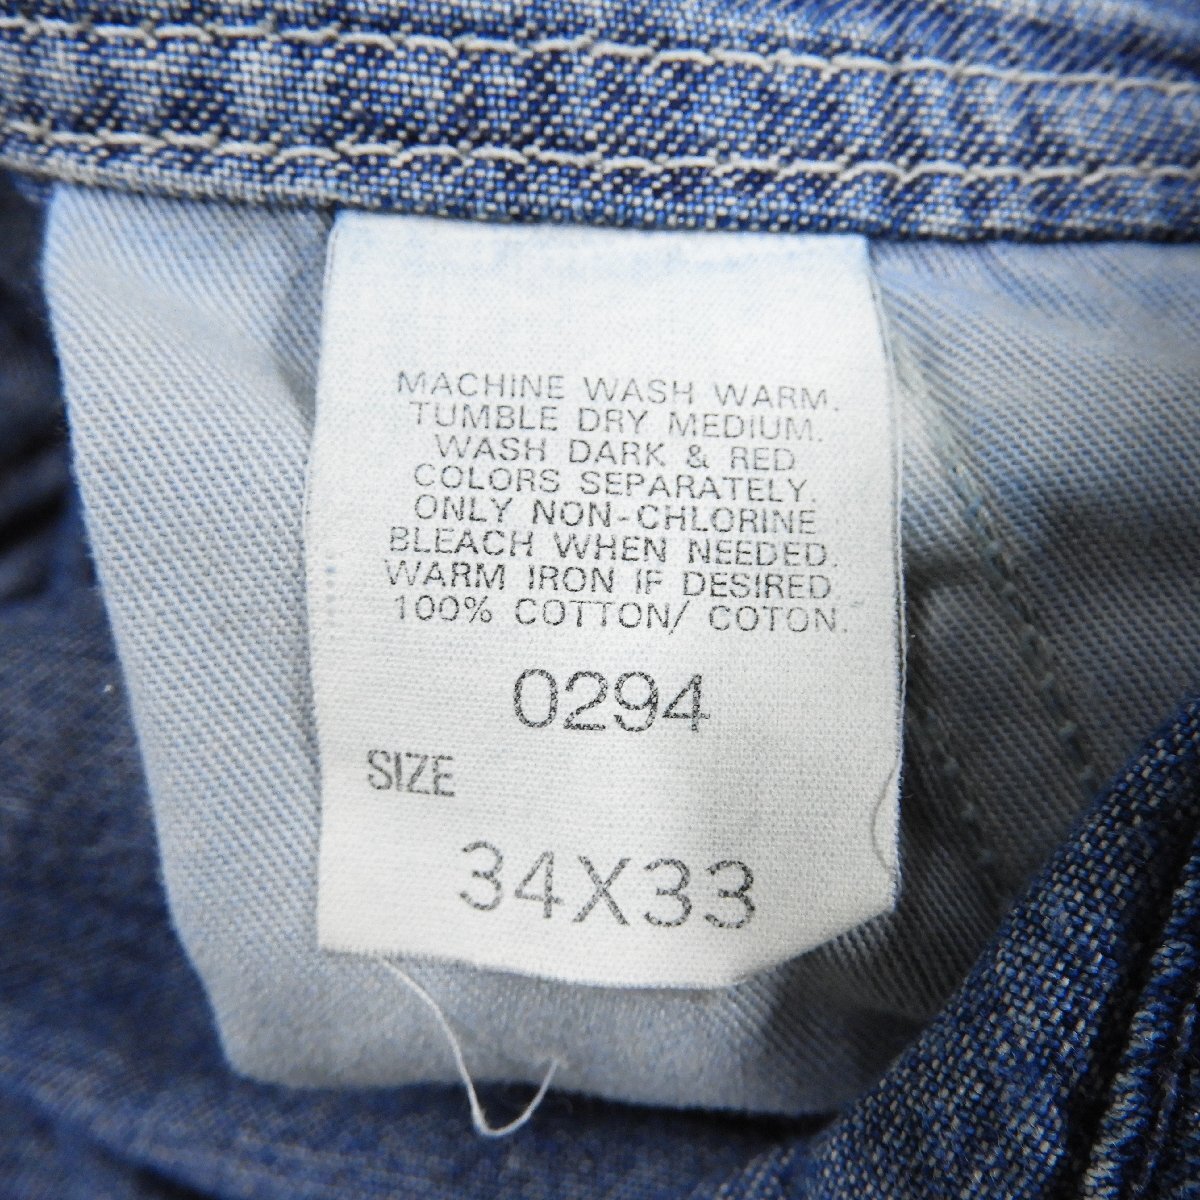 MACHINE WASH WARM.
TUMBLE DRY MEDIUM.
WASH DARK & RED
COLORS SEPARATELY.
ONLY NON-CHLORINE
BLEACH WHEN NEEDED.
WARM IRON IF DESIRED
100% COTTON/ COTON.
0294
SIZE
34X33